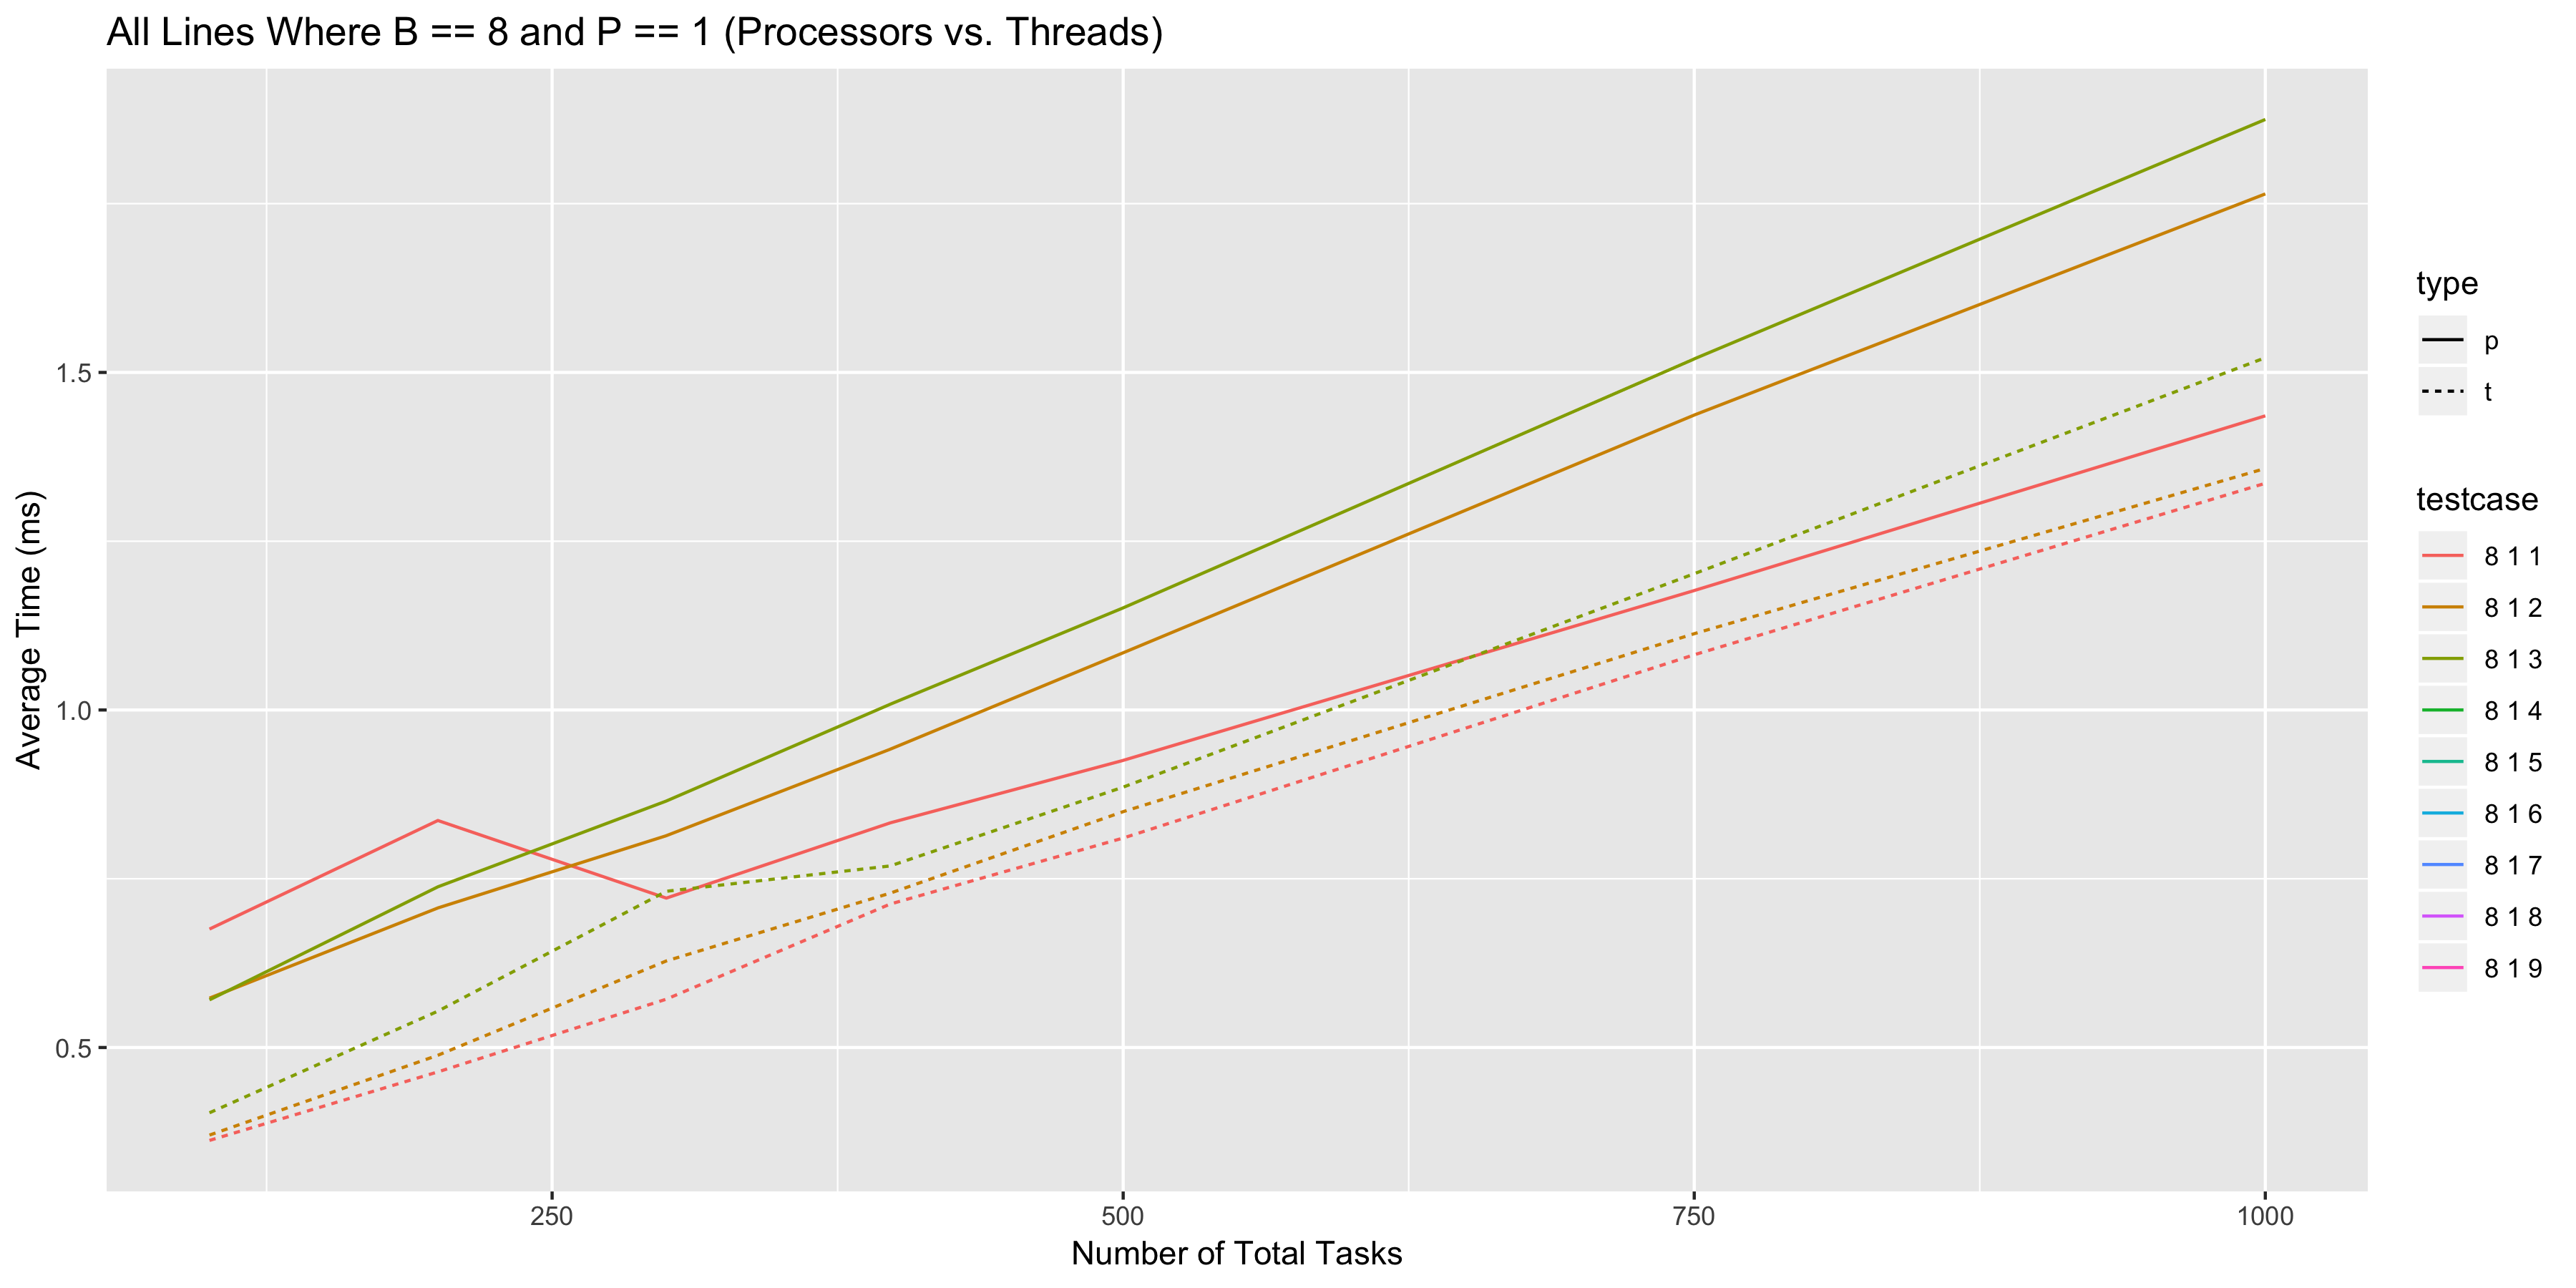 All Lines Where B == 8 and P == 1 (Processors vs. Threads)
Average Time (ms)
1.5
1.0
0.5
250
500
750
1000
Number of Total Tasks
type
p
t
testcase
8 1 1
8 1 2
8 1 3
8 1 4
8 1 5
8 1 6
8 1 7
8 1 8
8 1 9